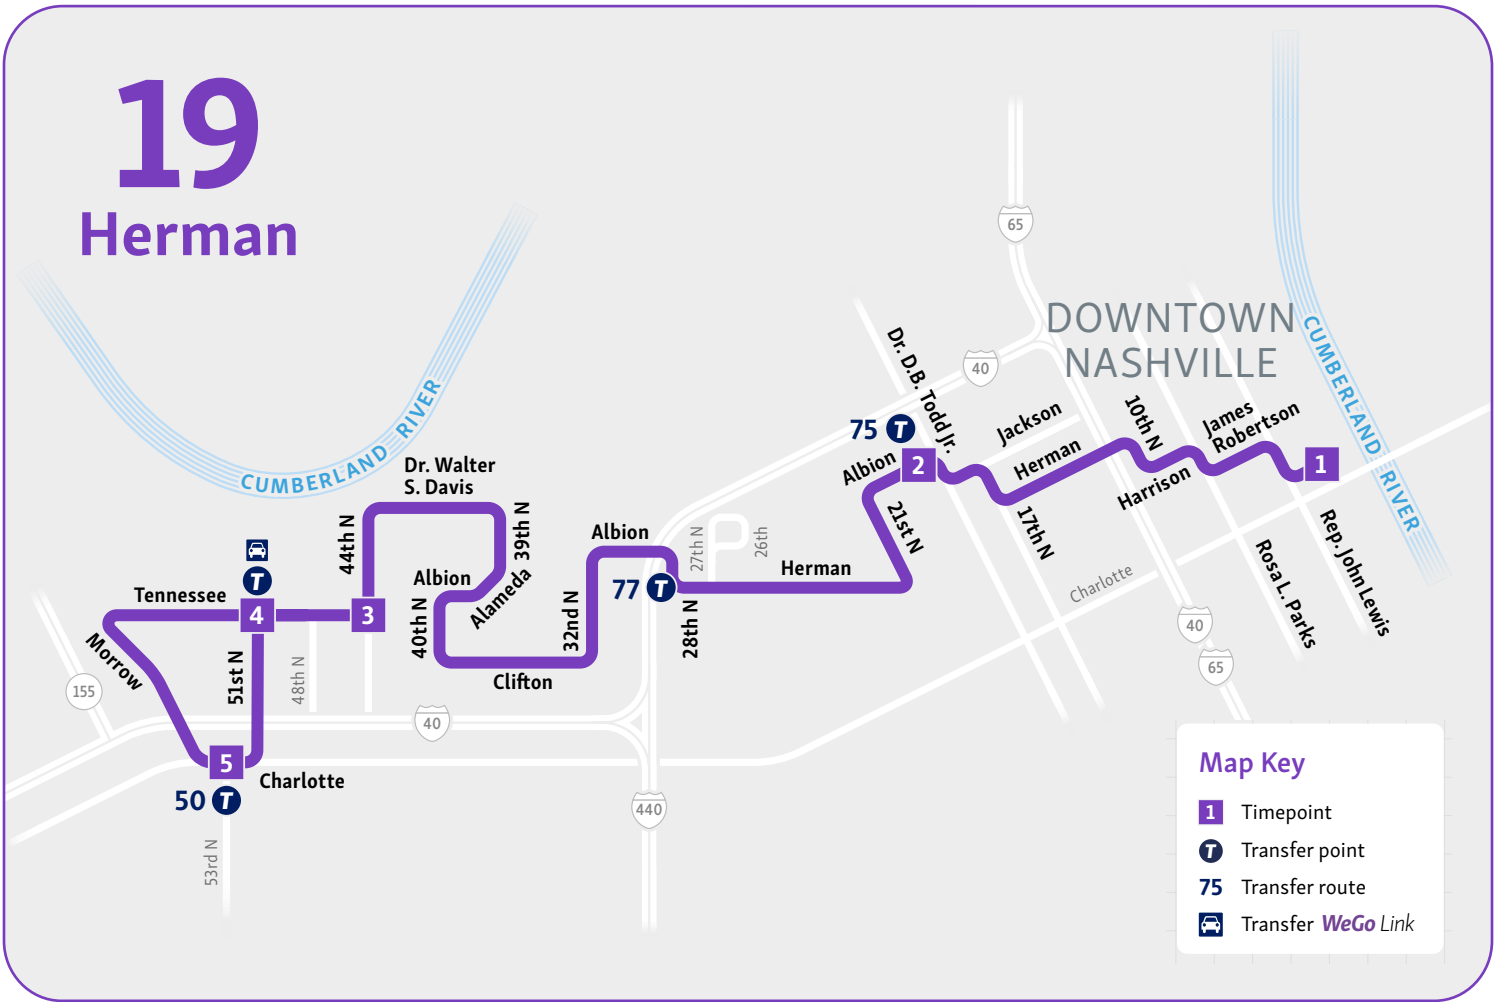 19
Herman
65
DOWNTOWN
NASHVILLE
CUMBERLAND RIVER
CUMBERLAND RIVER
40
Dr. D.B. Todd Jr.
Jackson
10th N
James
Robertson
75 T
Albion
2
Herman
Harrison
1
21st N
17th N
Dr. Walter
S. Davis
44th N
39th N
Albion
Alameda
40th N
Albion
27th N
26th
77 T
Herman
32nd N
28th N
Clifton
Charlotte
Rosa L. Parks
Rep. John Lewis
40
65
T
Tennessee
4
3
Morrow
51st N
48th N
155
40
5
Charlotte
50 T
53rd N
440
Map Key
1 Timepoint
T Transfer point
75 Transfer route
Transfer WeGo Link